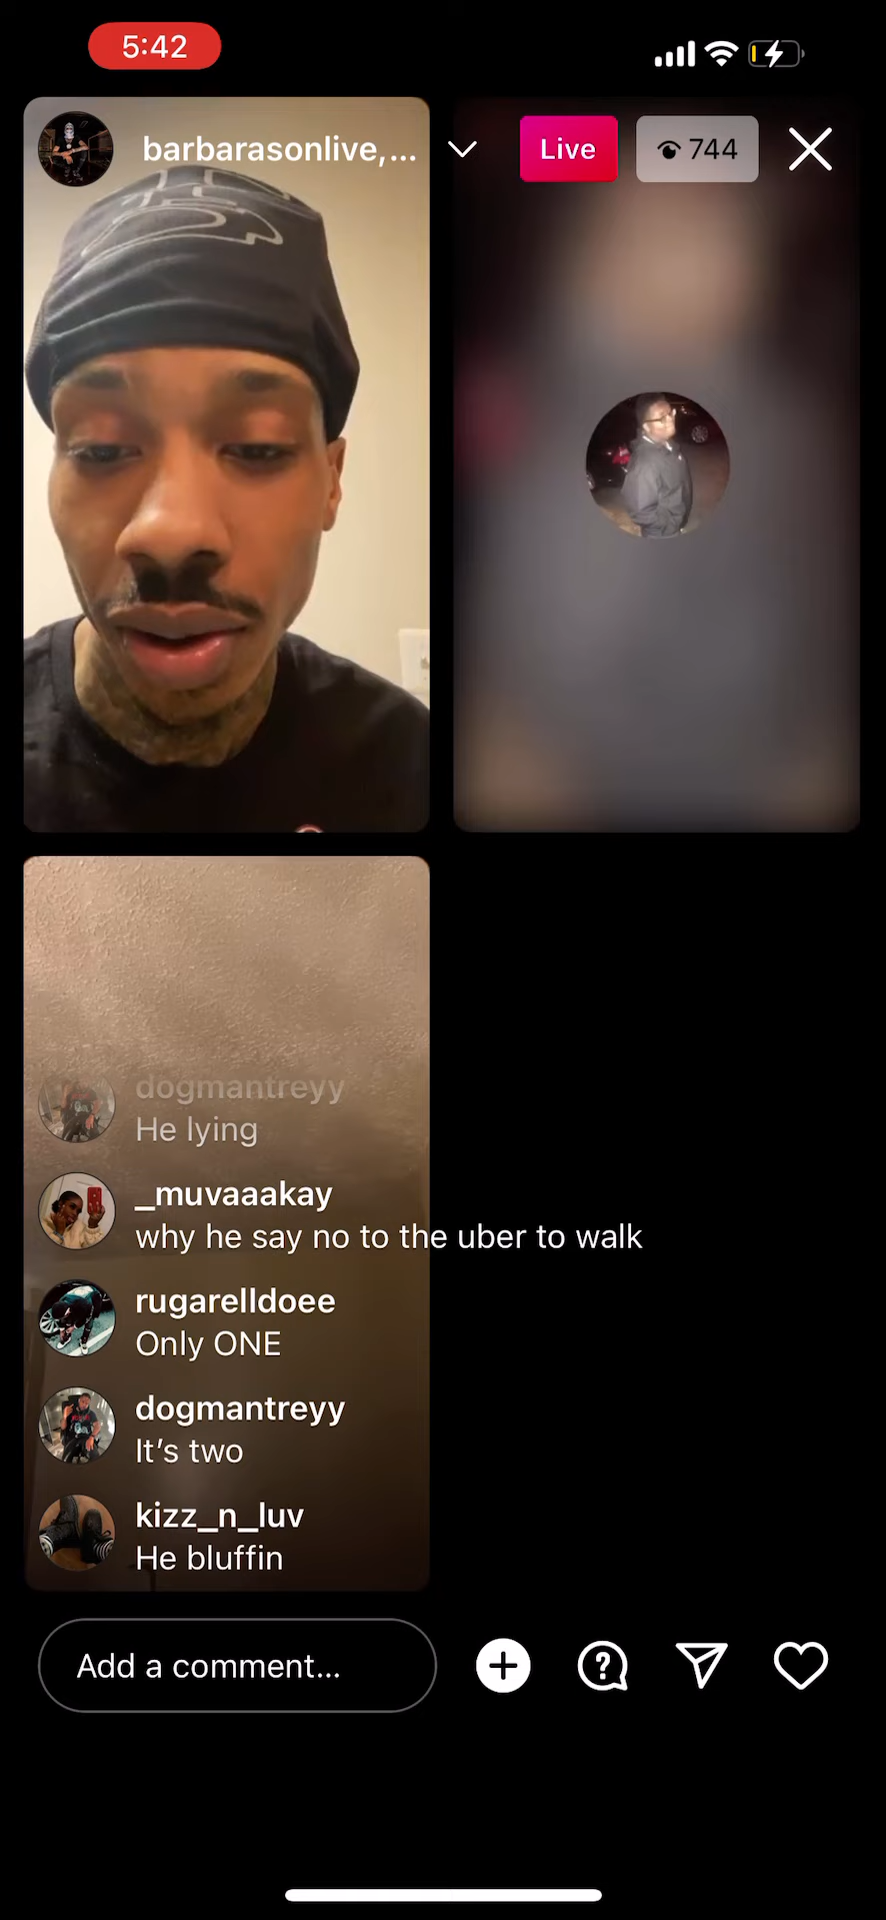 5:42
barbarasonlive,...
Live
744
dogmantreyy
He lying
_muvaaakay
why he say no to the uber to walk
rugarelldoee
Only ONE
dogmantreyy
It's two
kizz_n_luv
He bluffin
Add a comment...